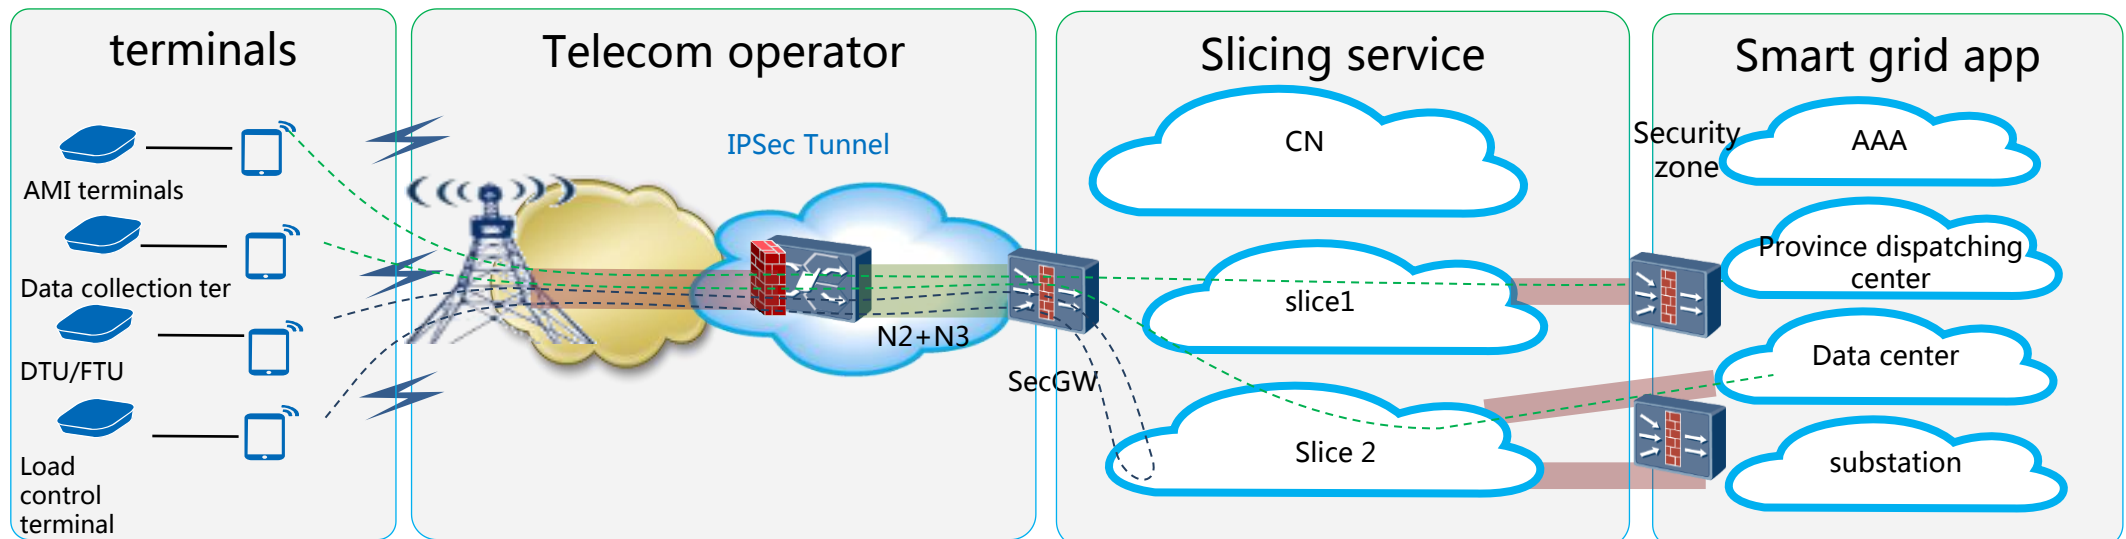 terminals
AMI terminals
Data collection ter
DTU/FTU
Load
control
terminal
Telecom operator
IPSec Tunnel
N2+N3
SecGW
Slicing service
CN
slice1
Slice 2
Smart grid app
Security
zone
AAA
Province dispatching
center
Data center
substation